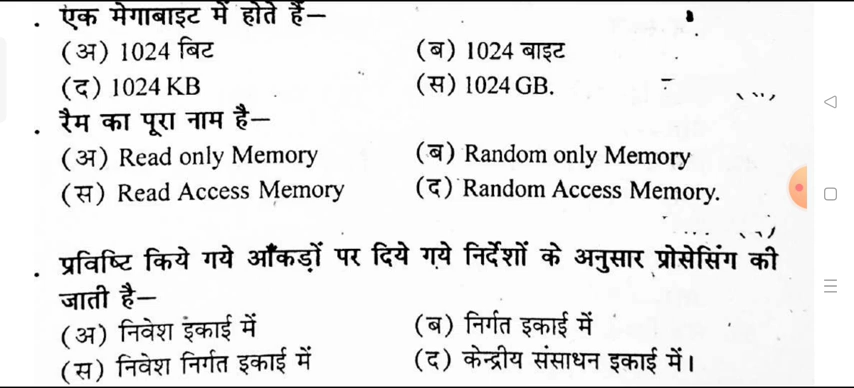 . एक मेगाबाइट में होते हैं—
(अ) 1024 बिट (ब) 1024 बाइट
(द) 1024 KB (स) 1024 GB.
. रैम का पूरा नाम है—
(अ) Read only Memory (ब) Random only Memory
(स) Read Access Memory (द) Random Access Memory.
. प्रविष्टि किये गये आँकड़ों पर दिये गये निर्देशों के अनुसार प्रोसेसिंग की
जाती है—
(अ) निवेश इकाई में (ब) निर्गत इकाई में
(स) निवेश निर्गत इकाई में (द) केन्द्रीय संसाधन इकाई में।